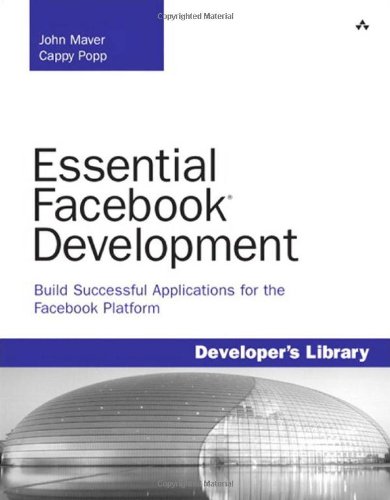 Copyrighted Material
John Maver
Cappy Popp
Essential
Facebook®
Development
Build Successful Applications for the
Facebook Platform
Developer's Library
Copyrighted Material